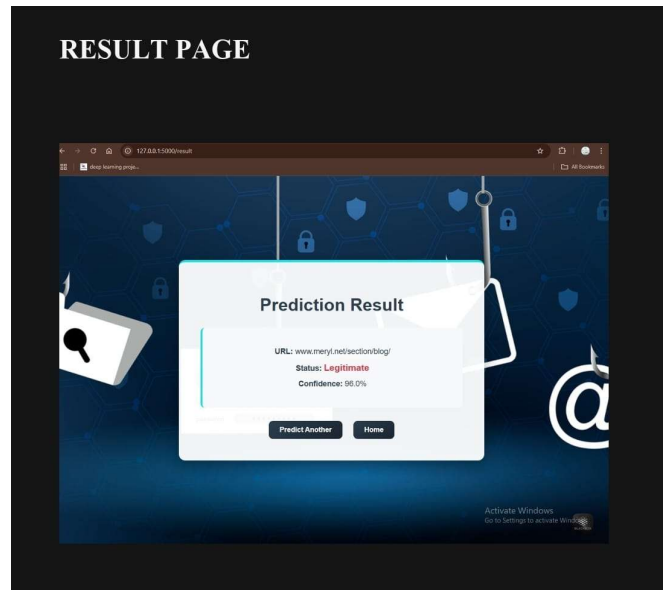 RESULT PAGE
127.0.0.1:5000/result
deep learning proje...
All Bookmarks
Prediction Result
URL: www.meryl.net/section/blog/
Status: Legitimate
Confidence: 96.0%
Predict Another
Home
Activate Windows
Go to Settings to activate Windows